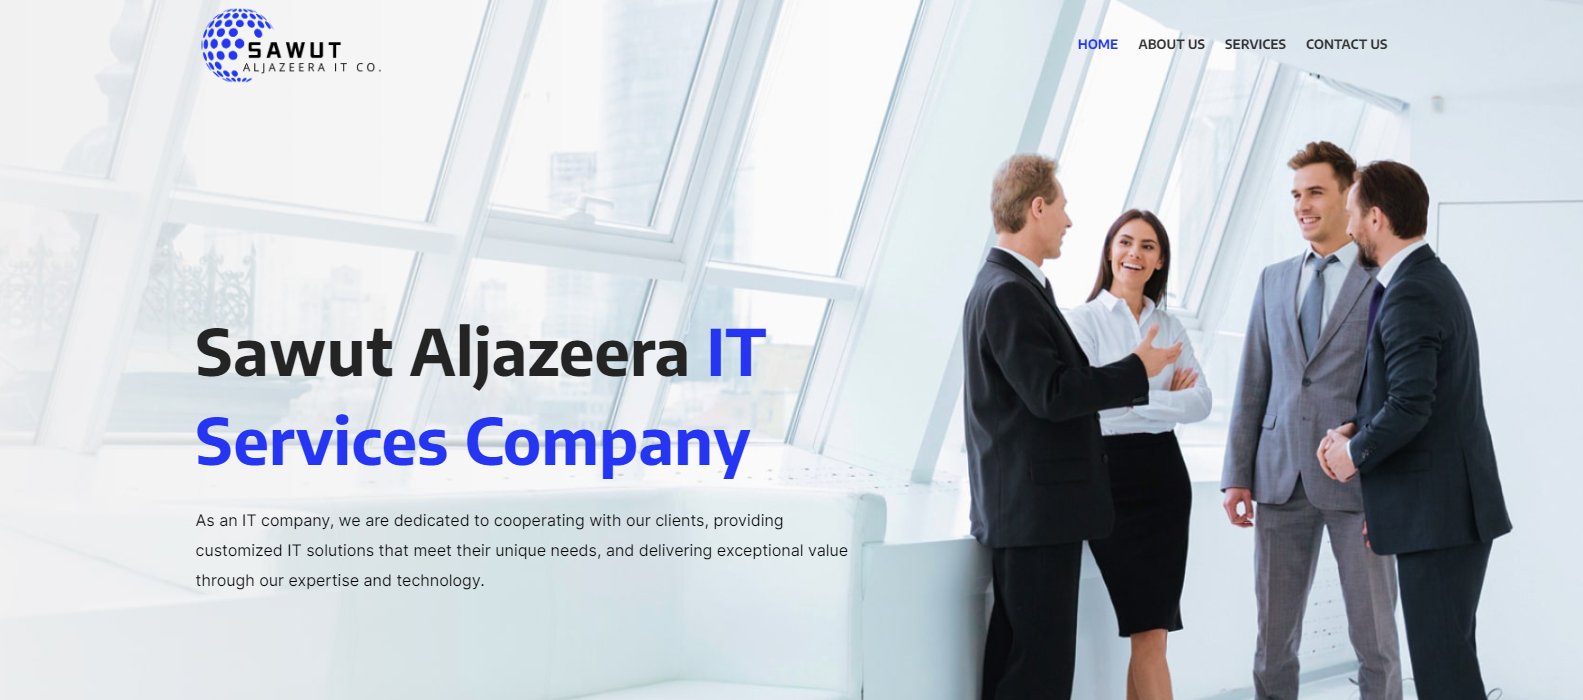 SAWUT
ALJAZEERA IT CO.
HOME ABOUT US SERVICES CONTACT US
Sawut Aljazeera IT
Services Company
As an IT company, we are dedicated to cooperating with our clients, providing
customized IT solutions that meet their unique needs, and delivering exceptional value
through our expertise and technology.